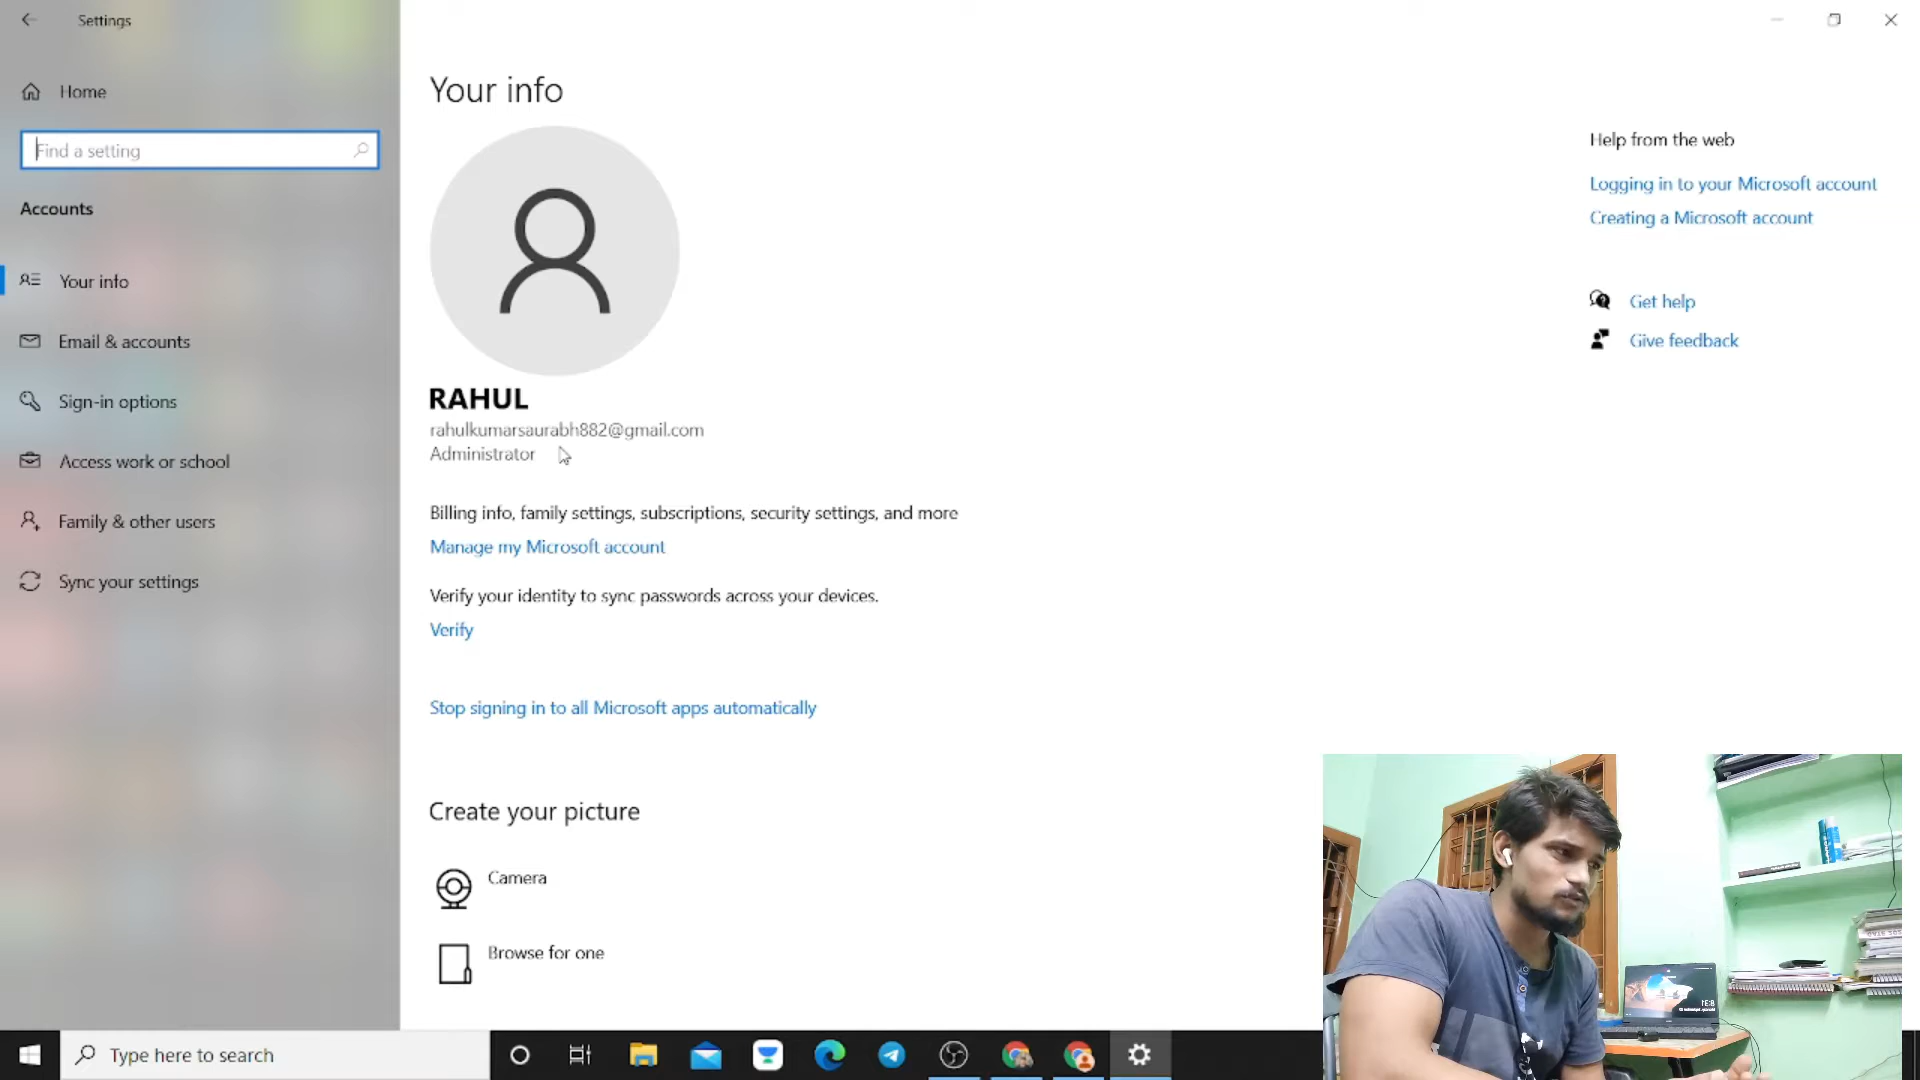 Settings
Home
Find a setting
Accounts
Your info
Email & accounts
Sign-in options
Access work or school
Family & other users
Sync your settings
Your info
RAHUL
rahulkumarsaurabh882@gmail.com
Administrator
Billing info, family settings, subscriptions, security settings, and more
Manage my Microsoft account
Verify your identity to sync passwords across your devices.
Verify
Stop signing in to all Microsoft apps automatically
Create your picture
Camera
Browse for one
Help from the web
Logging in to your Microsoft account
Creating a Microsoft account
Get help
Give feedback
Type here to search